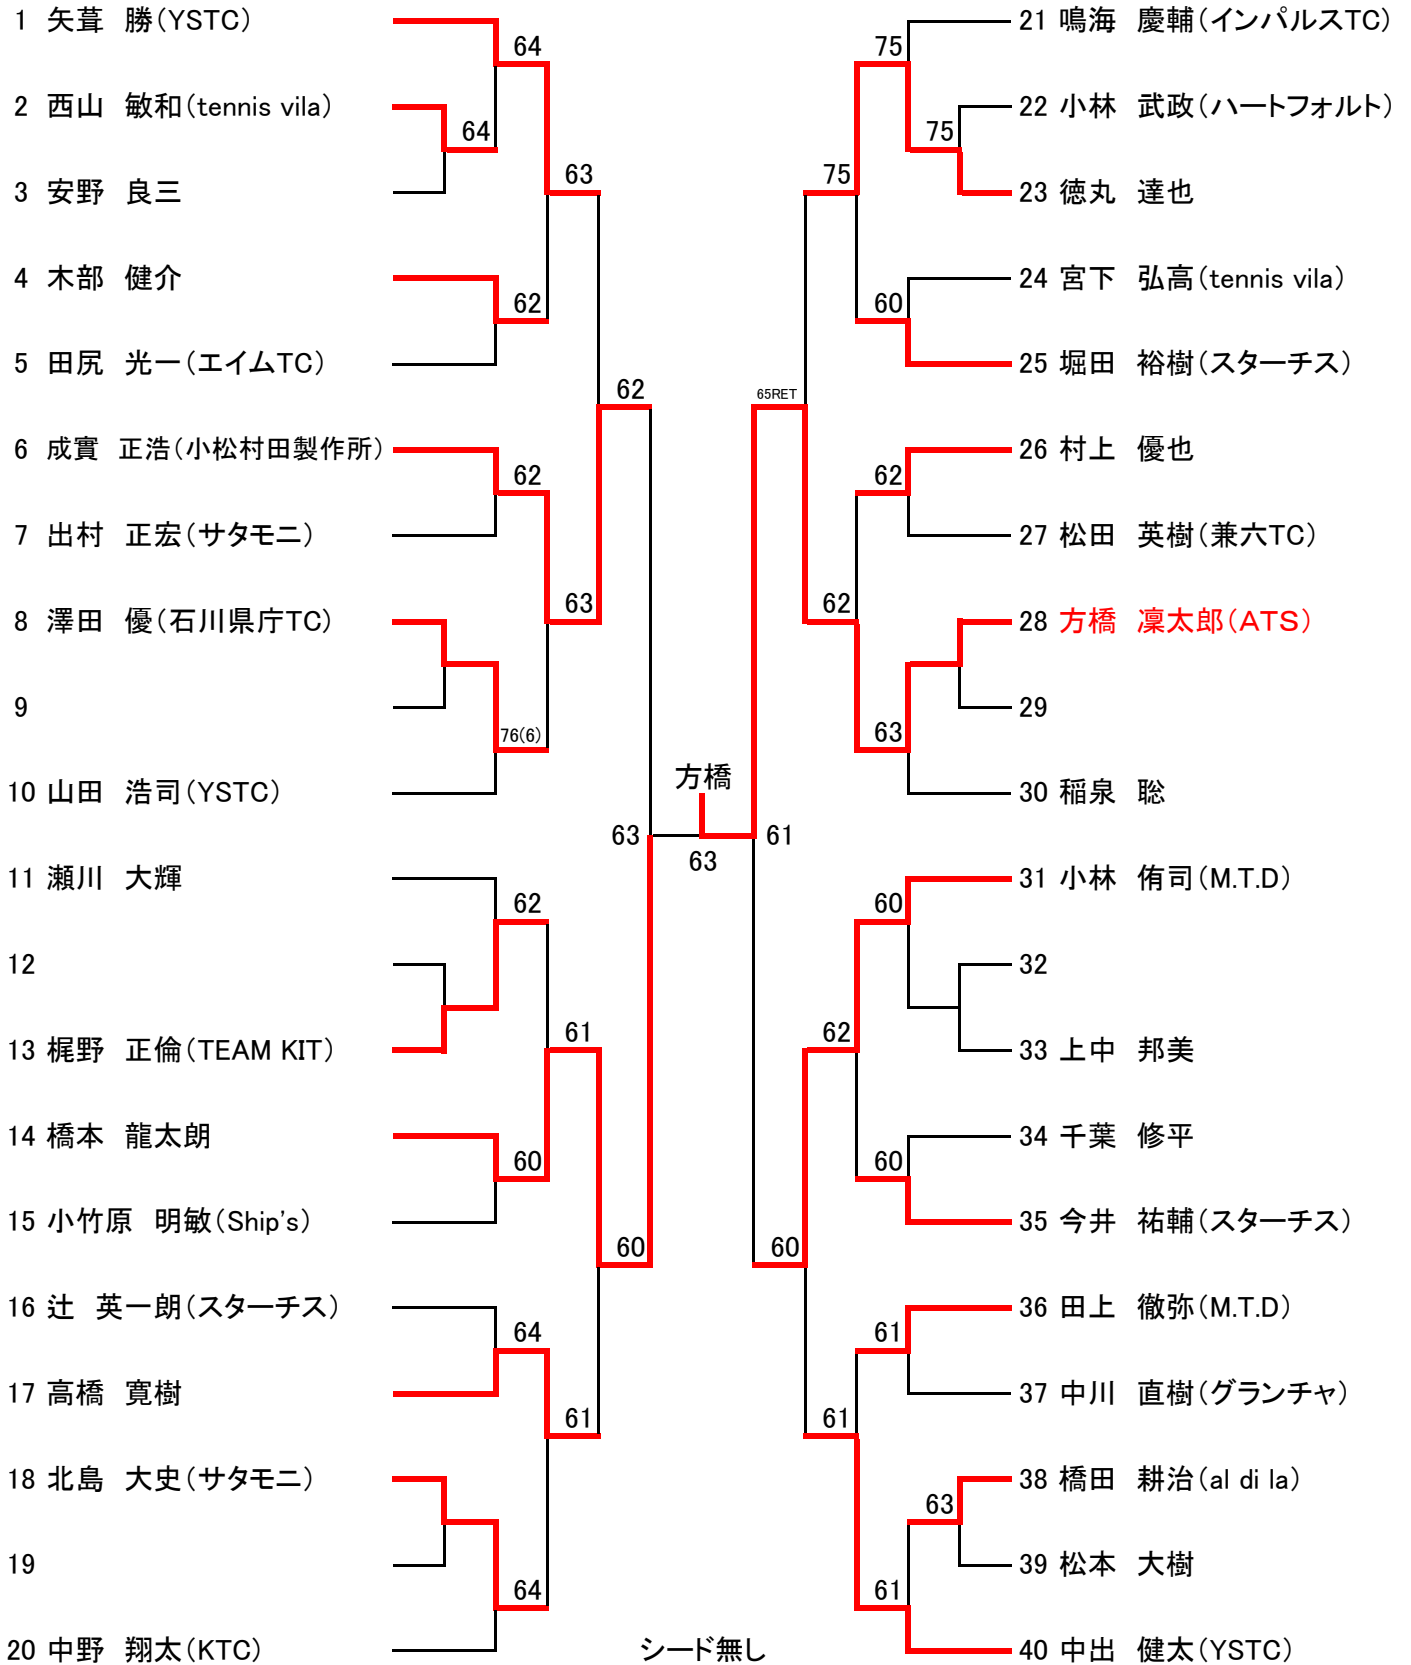 1 矢葺 勝(YSTC)
64
2 西山 敏和(tennis vila)
64
3 安野 良三
63
4 木部 健介
62
5 田尻 光一(エイムTC)
62
6 成實 正浩(小松村田製作所)
62
7 出村 正宏(サタモニ)
63
8 澤田 優(石川県庁TC)
9
76(6)
10 山田 浩司(YSTC)
63
11 瀬川 大輝
62
12
61
13 梶野 正倫(TEAM KIT)
14 橋本 龍太朗
60
15 小竹原 明敏(Ship's)
60
16 辻 英一朗(スターチス)
64
17 高橋 寛樹
61
18 北島 大史(サタモニ)
19
64
20 中野 翔太(KTC)
方橋
63
シード無し
21 鳴海 慶輔(インパルスTC)
75
22 小林 武政(ハートフォルト)
75
75
23 徳丸 達也
24 宮下 弘高(tennis vila)
60
25 堀田 裕樹(スターチス)
65RET
26 村上 優也
62
27 松田 英樹(兼六TC)
62
28 方橋 凜太郎(ATS)
29
63
30 稲泉 聡
61
31 小林 侑司(M.T.D)
60
32
62
33 上中 邦美
34 千葉 修平
60
35 今井 祐輔(スターチス)
60
36 田上 徹弥(M.T.D)
61
37 中川 直樹(グランチャ)
61
38 橋田 耕治(al di la)
63
39 松本 大樹
61
40 中出 健太(YSTC)